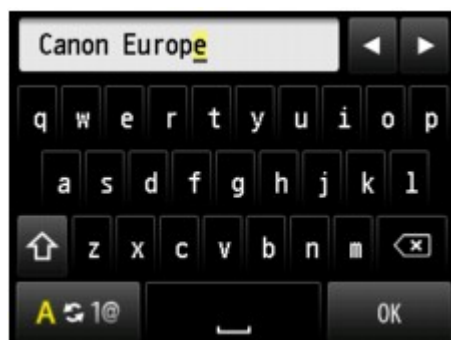 Canon Europe
q w e r t y u i o p
a s d f g h j k l
z x c v b n m
A 1@ OK